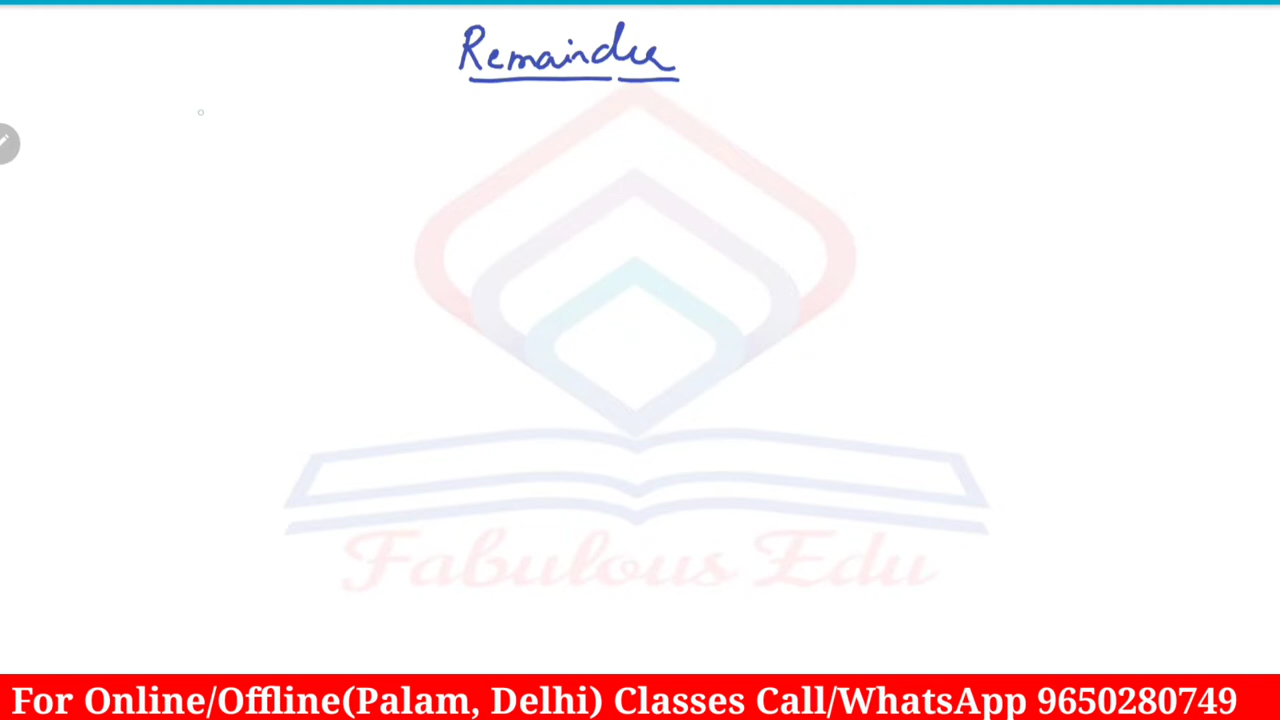 Remainder
Fabulous Edu
For Online/Offline(Palam, Delhi) Classes Call/WhatsApp 9650280749